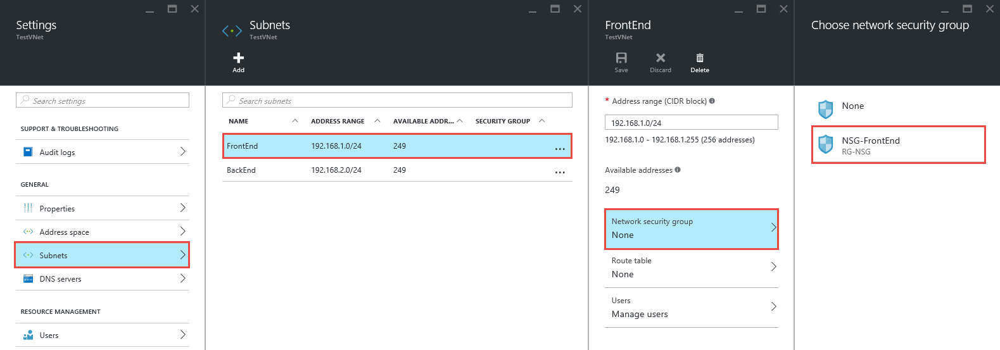 Settings
TestVNet
Search settings
SUPPORT & TROUBLESHOOTING
Audit logs
GENERAL
Properties
Address space
Subnets
DNS servers
RESOURCE MANAGEMENT
Users
Subnets
TestVNet
Add
Search subnets
NAME ADDRESS RANGE AVAILABLE ADDR... SECURITY GROUP
FrontEnd 192.168.1.0/24 249 ...
BackEnd 192.168.2.0/24 249 ...
FrontEnd
TestVNet
Save Discard Delete
* Address range (CIDR block)
192.168.1.0/24
192.168.1.0 - 192.168.1.255 (256 addresses)
Available addresses
249
Network security group
None
Route table
None
Users
Manage users
Choose network security group
None
NSG-FrontEnd
RG-NSG